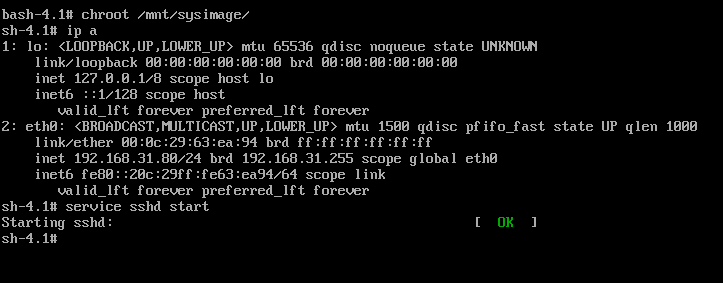 bash-4.1# chroot /mnt/sysimage/
sh-4.1# ip a
1: lo: <LOOPBACK,UP,LOWER_UP> mtu 65536 qdisc noqueue state UNKNOWN
    link/loopback 00:00:00:00:00:00 brd 00:00:00:00:00:00
    inet 127.0.0.1/8 scope host lo
    inet6 ::1/128 scope host
       valid_lft forever preferred_lft forever
2: eth0: <BROADCAST,MULTICAST,UP,LOWER_UP> mtu 1500 qdisc pfifo_fast state UP qlen 1000
    link/ether 00:0c:29:63:ea:94 brd ff:ff:ff:ff:ff:ff
    inet 192.168.31.80/24 brd 192.168.31.255 scope global eth0
    inet6 fe80::20c:29ff:fe63:ea94/64 scope link
       valid_lft forever preferred_lft forever
sh-4.1# service sshd start
Starting sshd:                                             [  OK  ]
sh-4.1#